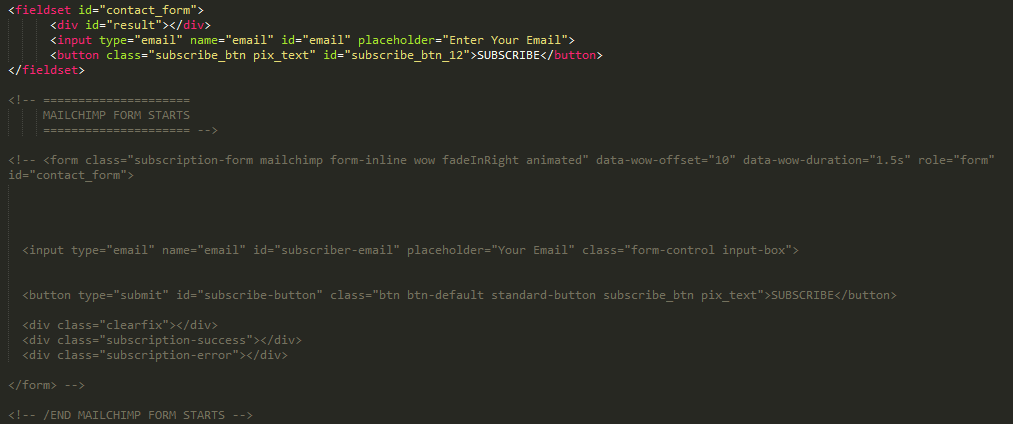 <fieldset id="contact_form">
<div id="result"></div>
<input type="email" name="email" id="email" placeholder="Enter Your Email">
<button class="subscribe_btn pix_text" id="subscribe_btn_12">SUBSCRIBE</button>
</fieldset>
<!-- =====================
MAILCHIMP FORM STARTS
===================== -->
<!-- <form class="subscription-form mailchimp form-inline wow fadeInRight animated" data-wow-offset="10" data-wow-duration="1.5s" role="form"
id="contact_form">
<input type="email" name="email" id="subscriber-email" placeholder="Your Email" class="form-control input-box">
<button type="submit" id="subscribe-button" class="btn btn-default standard-button subscribe_btn pix_text">SUBSCRIBE</button>
<div class="clearfix"></div>
<div class="subscription-success"></div>
<div class="subscription-error"></div>
</form> -->
<!-- /END MAILCHIMP FORM STARTS -->